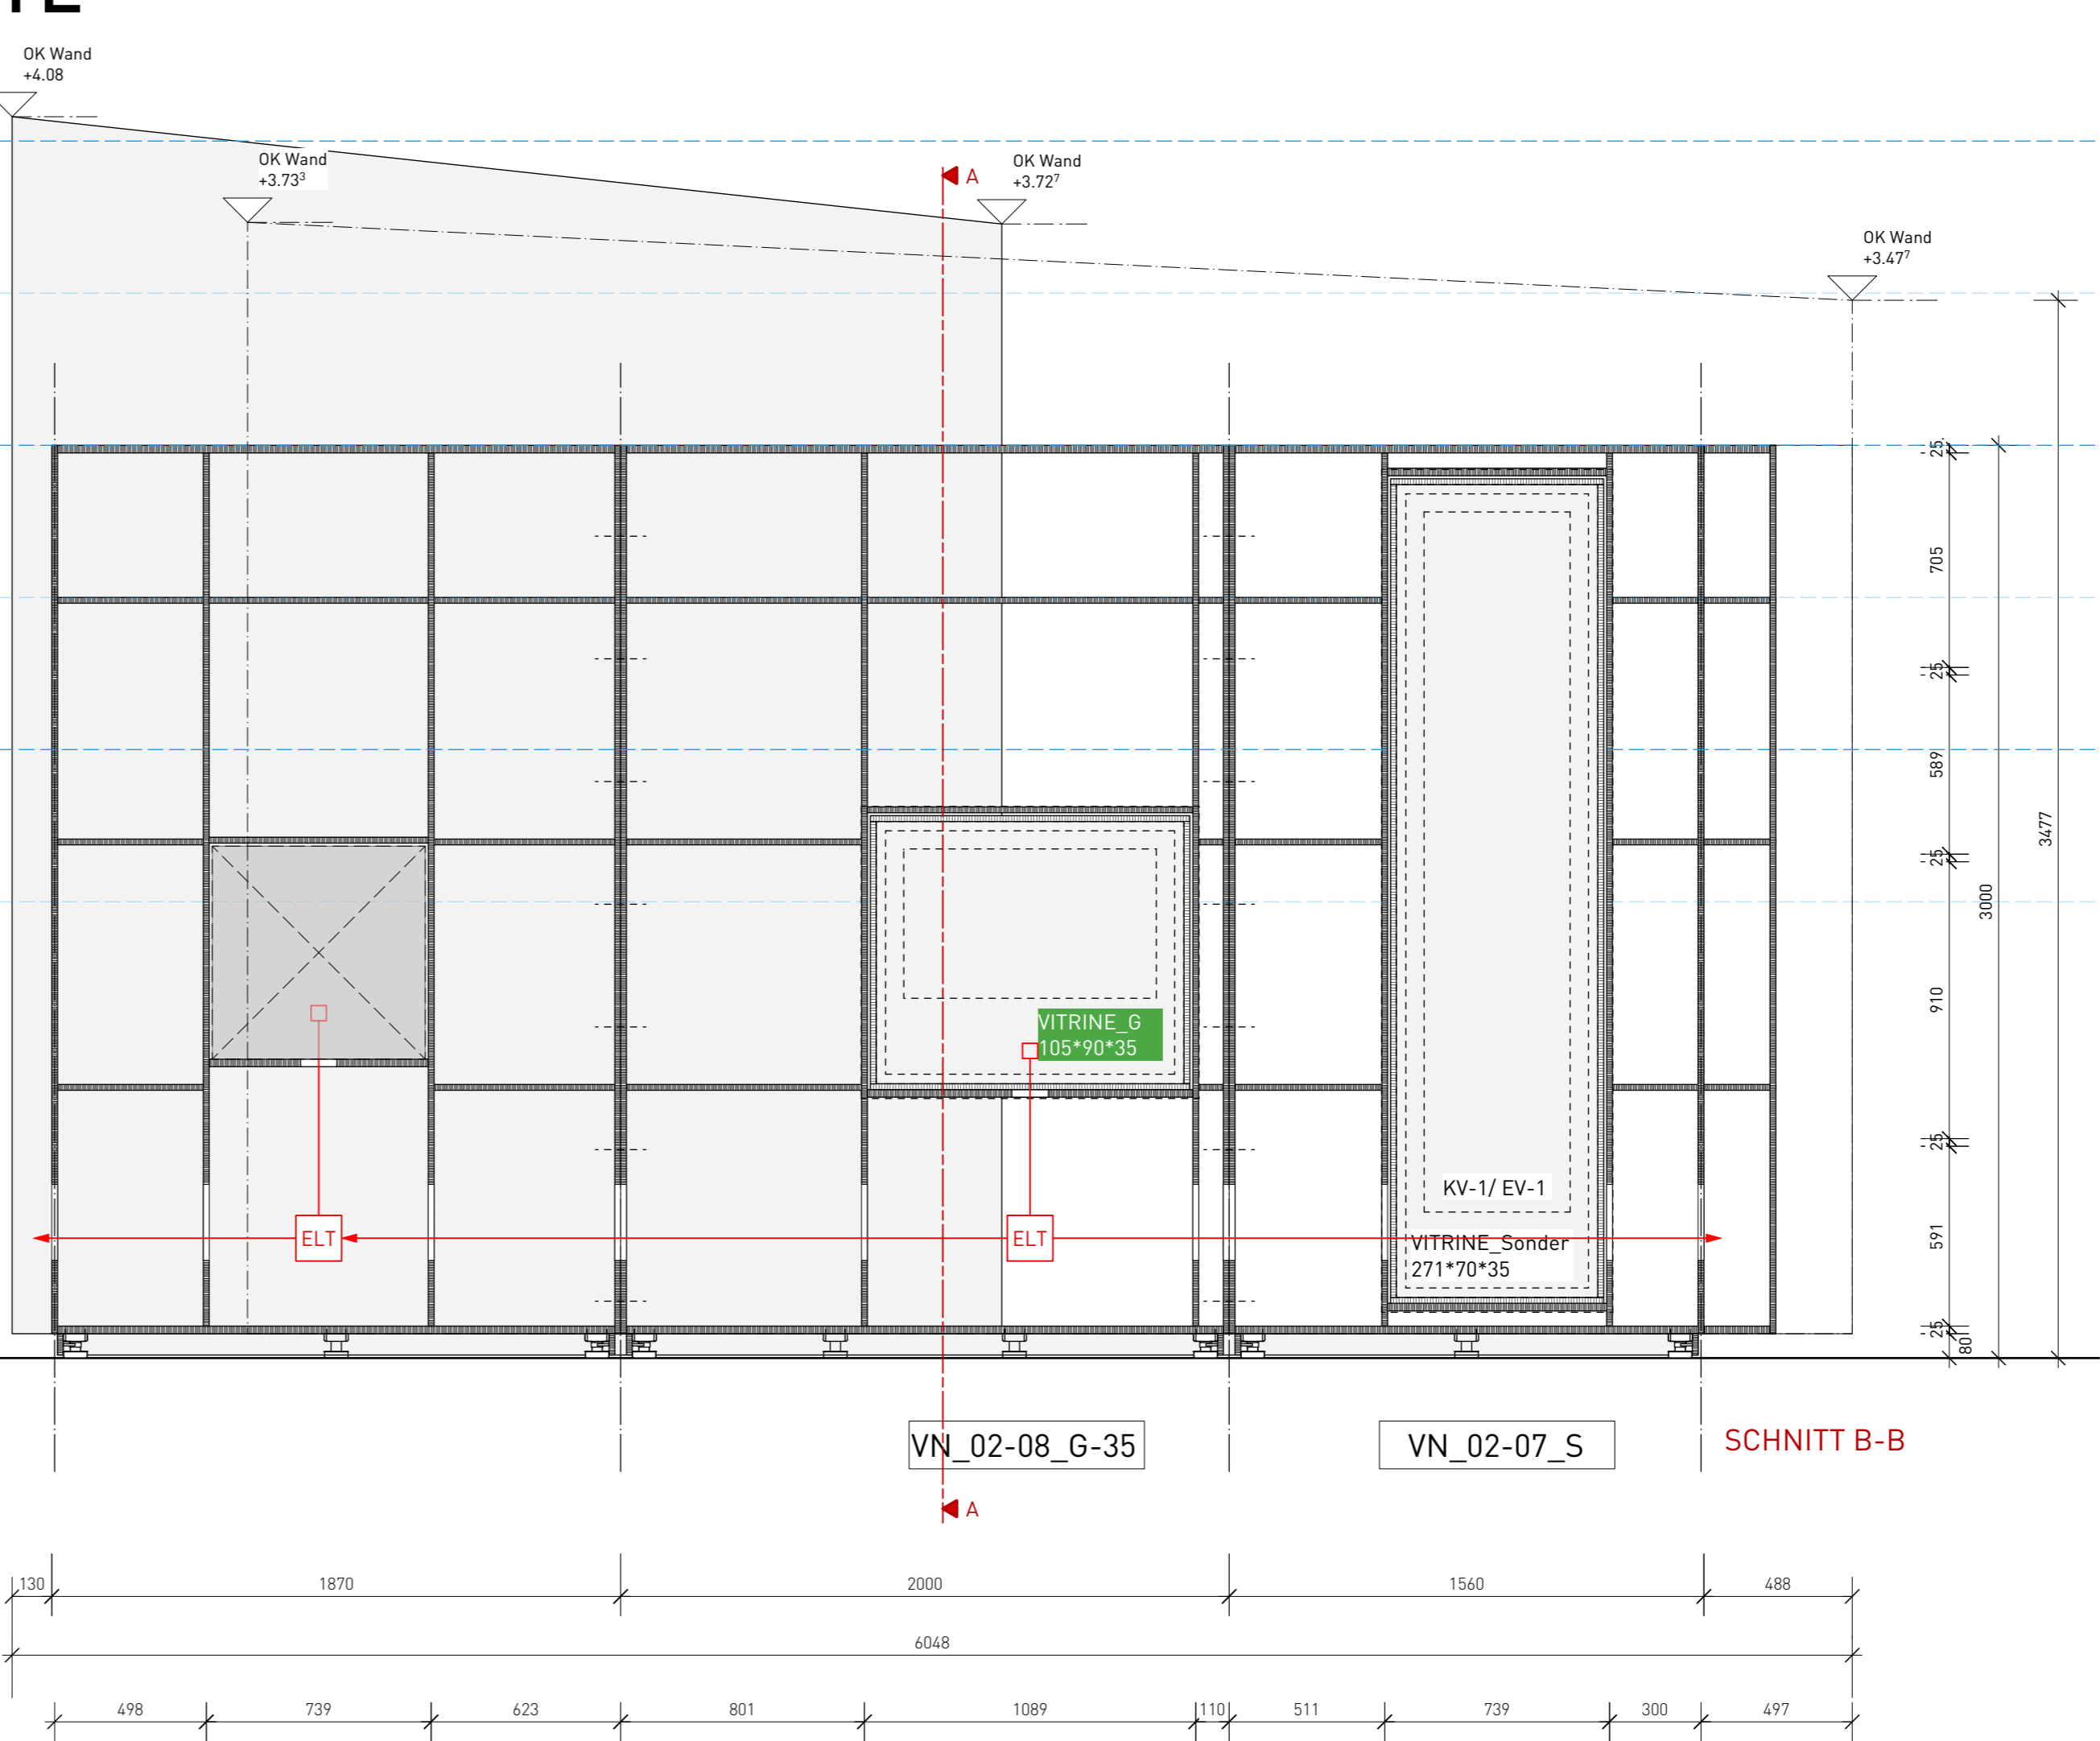 OK Wand
+4.08
OK Wand
+3.73³
OK Wand
+3.72⁷
A
OK Wand
+3.47⁷
25
705
25
589
3477
25
3000
910
VITRINE_G
105*90*35
25
KV-1/ EV-1
591
ELT
ELT
VITRINE_Sonder
271*70*35
25
80
VN_02-08_G-35
VN_02-07_S
SCHNITT B-B
A
130 1870 2000 1560 488
6048
498 739 623 801 1089 110 511 739 300 497